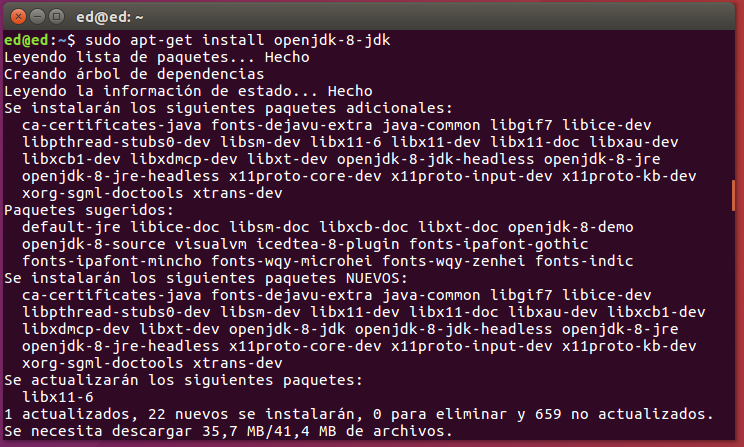 ed@ed: ~
ed@ed:~$ sudo apt-get install openjdk-8-jdk
Leyendo lista de paquetes... Hecho
Creando árbol de dependencias
Leyendo la información de estado... Hecho
Se instalarán los siguientes paquetes adicionales:
ca-certificates-java fonts-dejavu-extra java-common libgif7 libice-dev
libpthread-stubs0-dev libsm-dev libx11-6 libx11-dev libx11-doc libxau-dev
libxcb1-dev libxdmcp-dev libxt-dev openjdk-8-jdk-headless openjdk-8-jre
openjdk-8-jre-headless x11proto-core-dev x11proto-input-dev x11proto-kb-dev
xorg-sgml-doctools xtrans-dev
Paquetes sugeridos:
default-jre libice-doc libsm-doc libxcb-doc libxt-doc openjdk-8-demo
openjdk-8-source visualvm icedtea-8-plugin fonts-ipafont-gothic
fonts-ipafont-mincho fonts-wqy-microhei fonts-wqy-zenhei fonts-indic
Se instalarán los siguientes paquetes NUEVOS:
ca-certificates-java fonts-dejavu-extra java-common libgif7 libice-dev
libpthread-stubs0-dev libsm-dev libx11-dev libx11-doc libxau-dev libxcb1-dev
libxdmcp-dev libxt-dev openjdk-8-jdk openjdk-8-jdk-headless openjdk-8-jre
openjdk-8-jre-headless x11proto-core-dev x11proto-input-dev x11proto-kb-dev
xorg-sgml-doctools xtrans-dev
Se actualizarán los siguientes paquetes:
libx11-6
1 actualizados, 22 nuevos se instalarán, 0 para eliminar y 659 no actualizados.
Se necesita descargar 35,7 MB/41,4 MB de archivos.